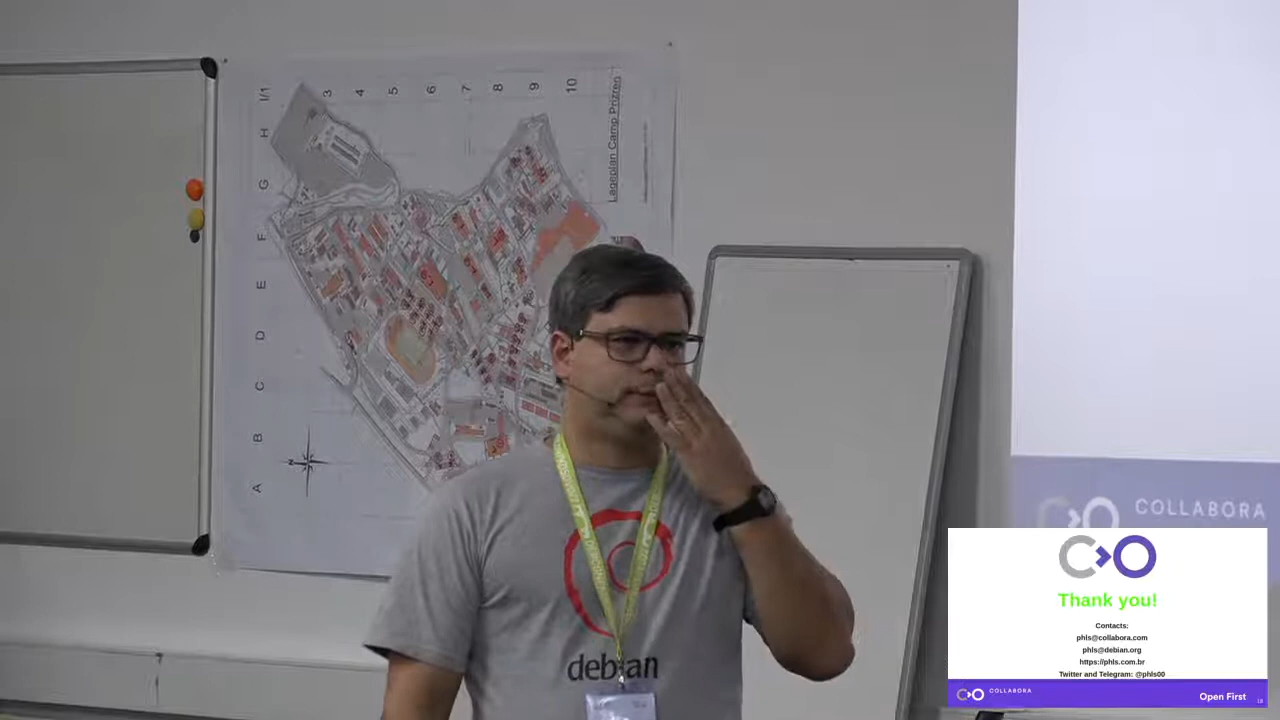 I/1
3
4
5
6
7
8
9
10
H
G
F
E
D
C
B
A
Lageplan Camp Prizren
debian
COLLABORA
Thank you!
Contacts:
phls@collabora.com
phls@debian.org
https://phls.com.br
Twitter and Telegram: @phls00
COLLABORA
Open First